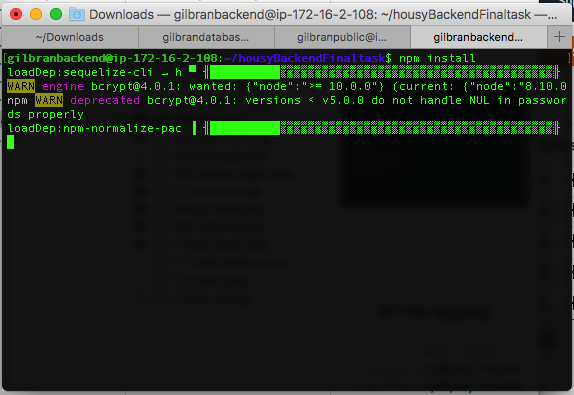 Downloads — gilbranbackend@ip-172-16-2-108: ~/housyBackendFinaltask —...
~/Downloads
gilbrandatabas...
gilbranpublic@i...
gilbranbackend...
[gilbranbackend@ip-172-16-2-108:~/housyBackendFinaltask$ npm install ]
loadDep:sequelize-cli → h
WARN engine bcrypt@4.0.1: wanted: {"node":">= 10.0.0"} (current: {"node":"8.10.0
npm WARN deprecated bcrypt@4.0.1: versions < v5.0.0 do not handle NUL in passwor
ds properly
loadDep:npm-normalize-pac